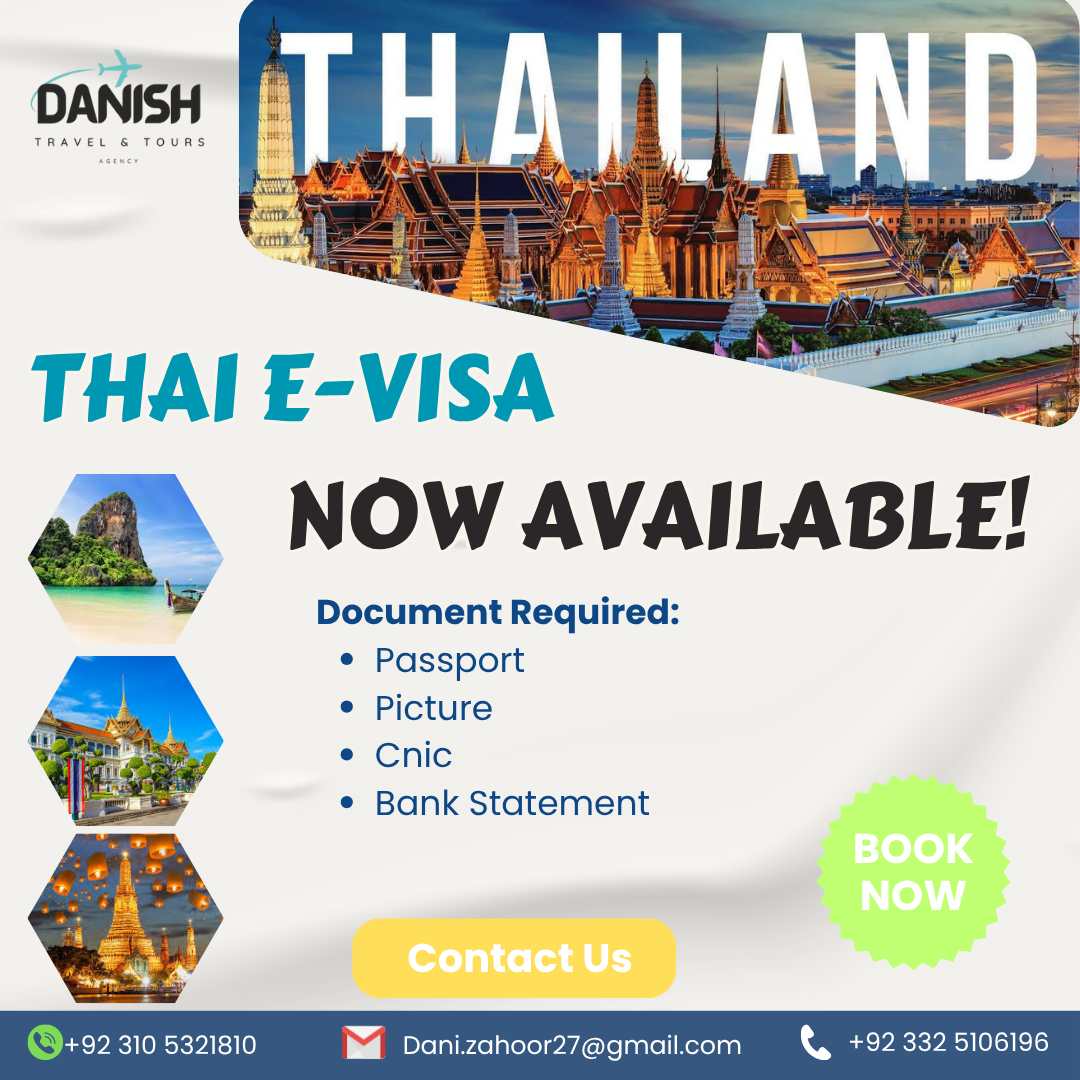 DANISH
TRAVEL & TOURS
AGENCY
THAILAND
THAI E-VISA
NOW AVAILABLE!
Document Required:
• Passport
• Picture
• Cnic
• Bank Statement
BOOK
NOW
Contact Us
+92 310 5321810
Dani.zahoor27@gmail.com
+92 332 5106196